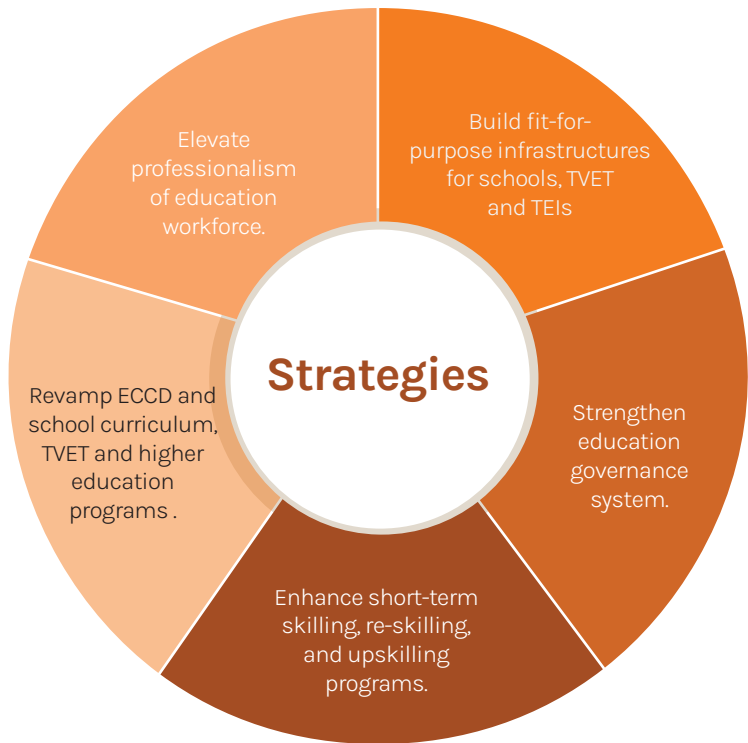 Strategies
Build fit-for-
purpose infrastructures
for schools, TVET
and TEIs
Strengthen
education
governance
system.
Enhance short-term
skilling, re-skilling,
and upskilling
programs.
Revamp ECCD and
school curriculum,
TVET and higher
education
programs .
Elevate
professionalism
of education
workforce.